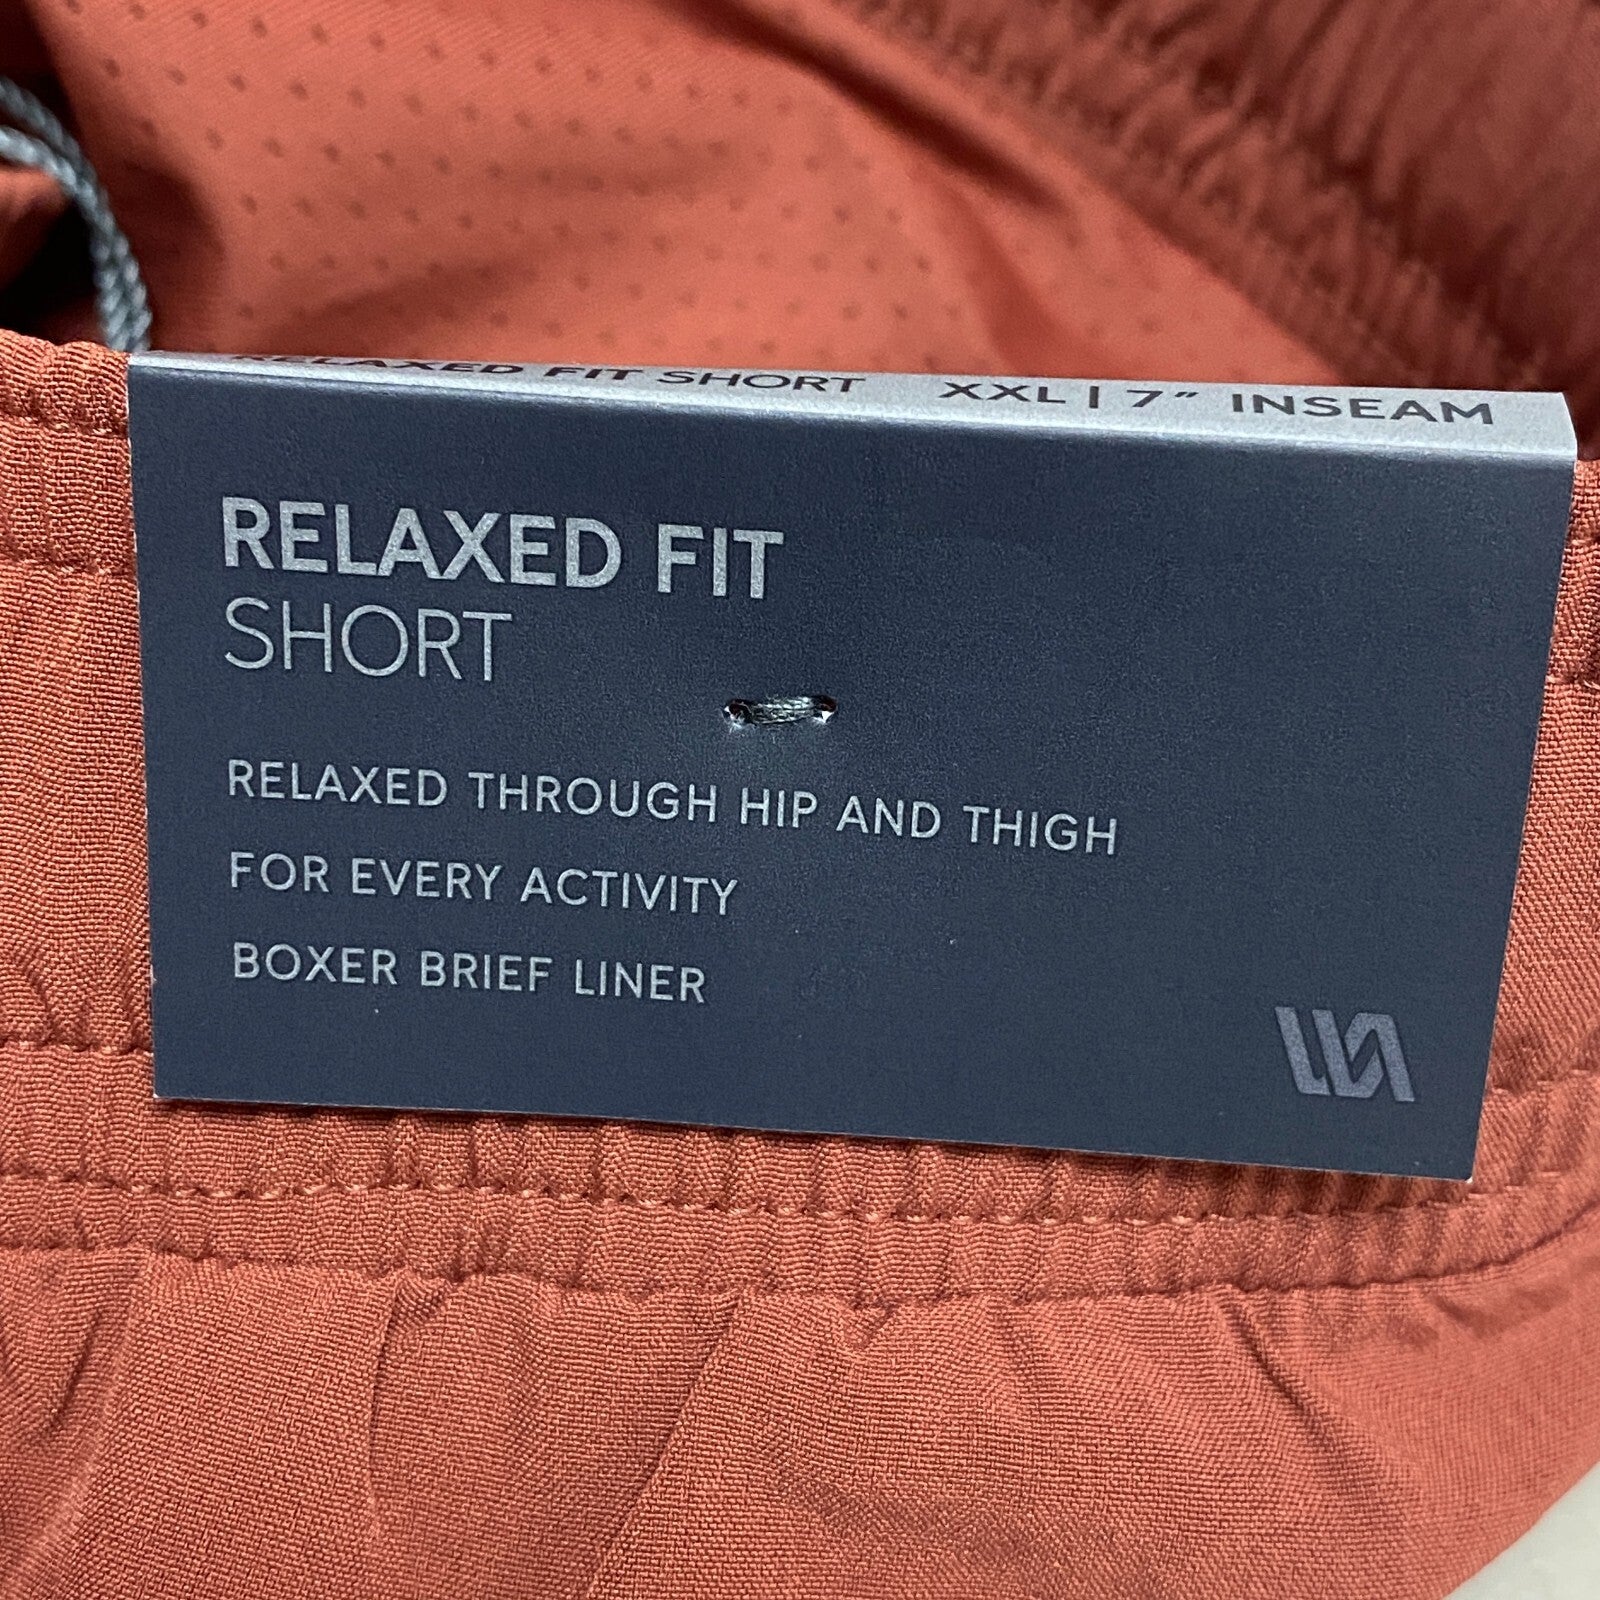 RELAXED FIT SHORT XXL | 7" INSEAM
RELAXED FIT
SHORT
RELAXED THROUGH HIP AND THIGH
FOR EVERY ACTIVITY
BOXER BRIEF LINER